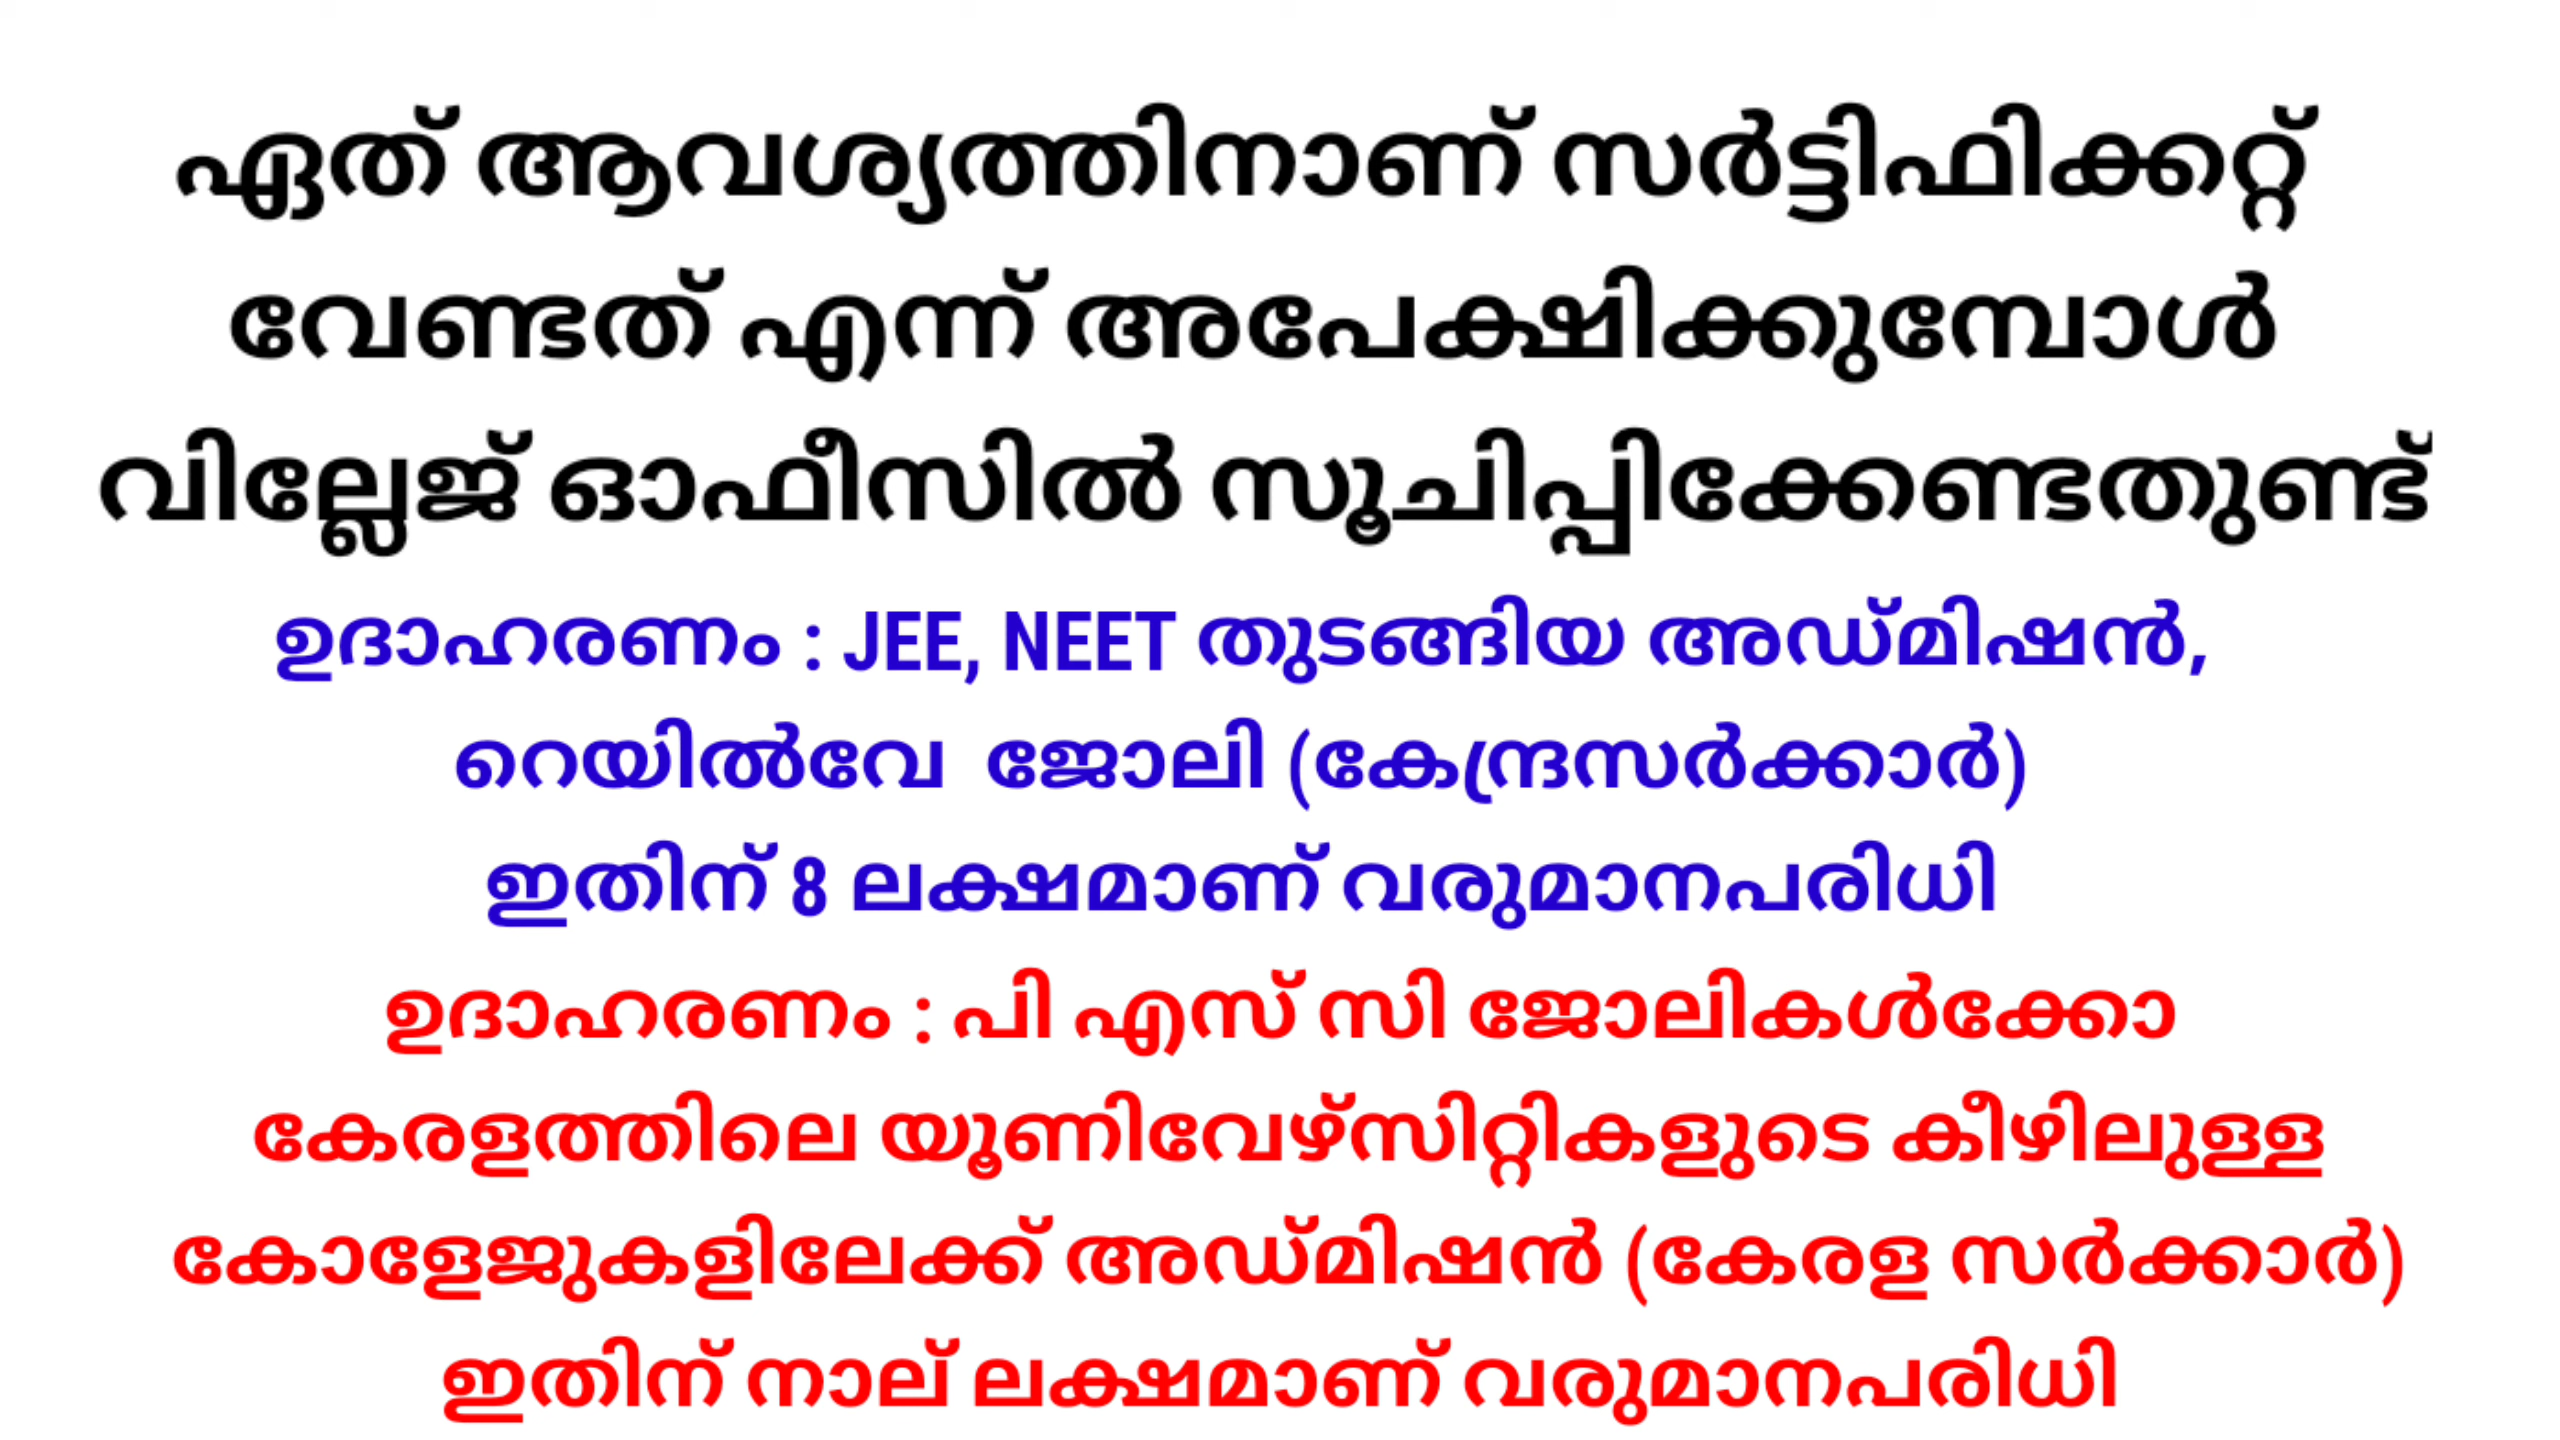 ഏത് ആവശ്യത്തിനാണ് സർട്ടിഫിക്കറ്റ്
വേണ്ടത് എന്ന് അപേക്ഷിക്കുമ്പോൾ
വില്ലേജ് ഓഫീസിൽ സൂചിപ്പിക്കേണ്ടതുണ്ട്
ഉദാഹരണം : JEE, NEET തുടങ്ങിയ അഡ്മിഷൻ,
റെയിൽവേ ജോലി (കേന്ദ്രസർക്കാർ)
ഇതിന് 8 ലക്ഷമാണ് വരുമാനപരിധി
ഉദാഹരണം : പി എസ് സി ജോലികൾക്കോ
കേരളത്തിലെ യൂണിവേഴ്സിറ്റികളുടെ കീഴിലുള്ള
കോളേജുകളിലേക്ക് അഡ്മിഷൻ (കേരള സർക്കാർ)
ഇതിന് നാല് ലക്ഷമാണ് വരുമാനപരിധി